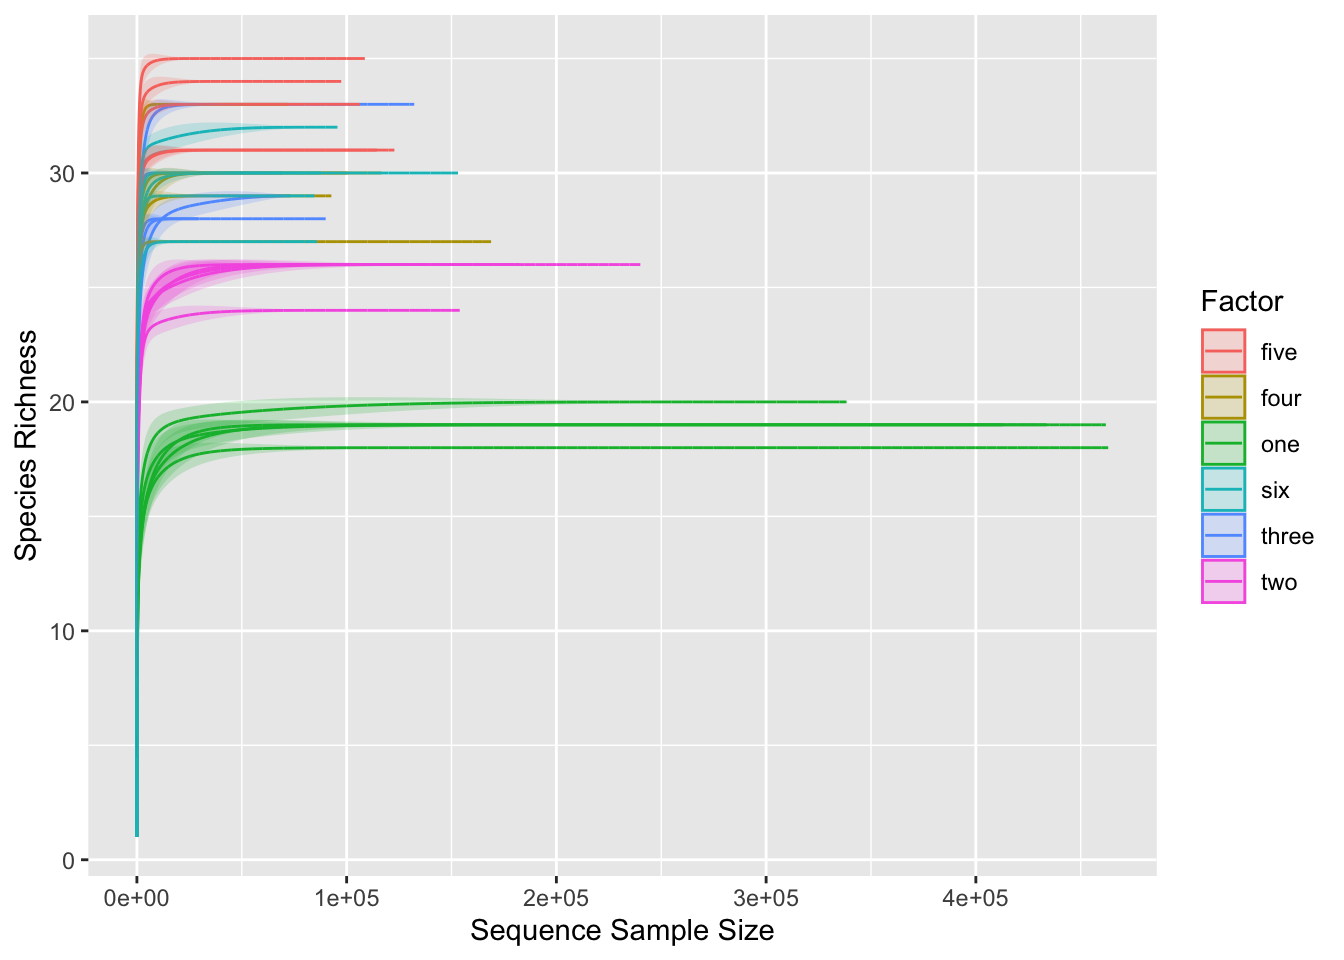 Species Richness
30
20
10
0
0e+00 1e+05 2e+05 3e+05 4e+05
Sequence Sample Size
Factor
five
four
one
six
three
two